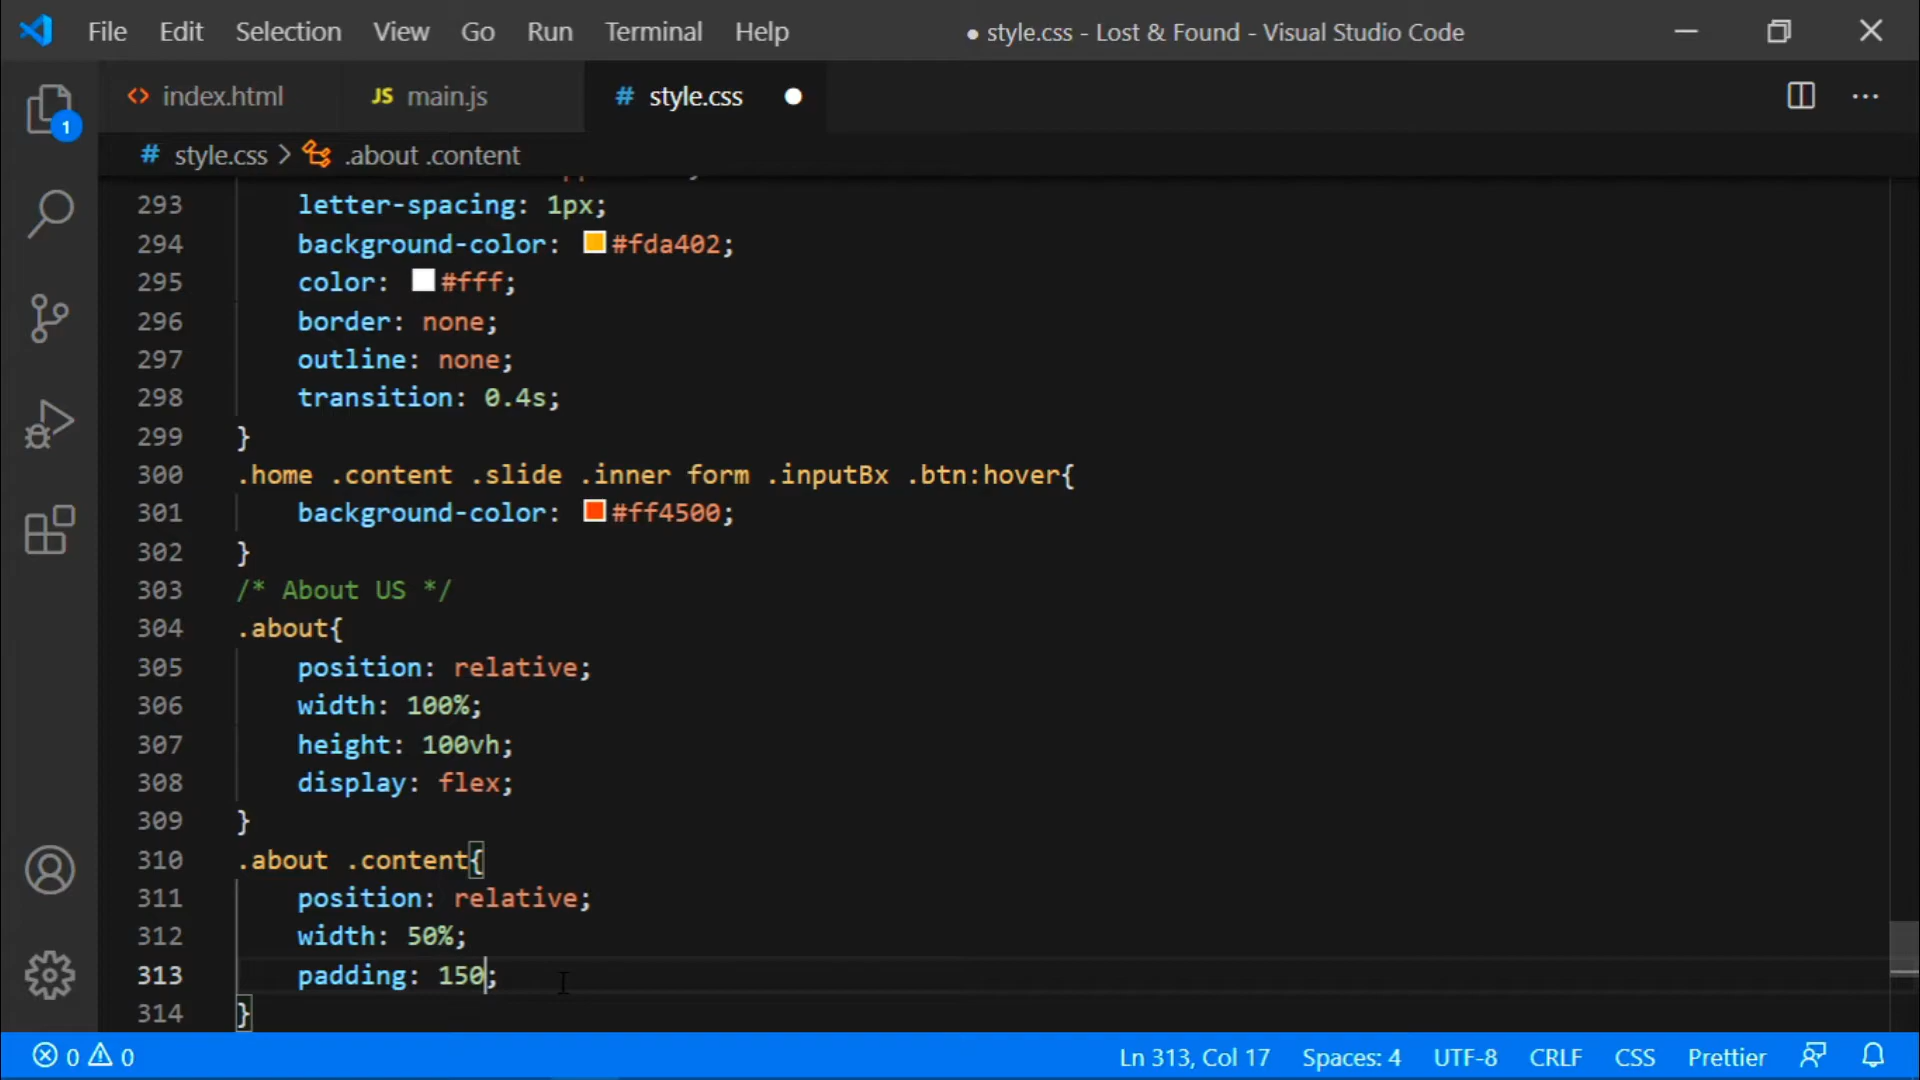 File Edit Selection View Go Run Terminal Help ● style.css - Lost & Found - Visual Studio Code
<> index.html JS main.js # style.css ●
# style.css > .about .content
1
293 letter-spacing: 1px;
294 background-color: #fda402;
295 color: #fff;
296 border: none;
297 outline: none;
298 transition: 0.4s;
299 }
300 .home .content .slide .inner form .inputBx .btn:hover{
301 background-color: #ff4500;
302 }
303 /* About US */
304 .about{
305 position: relative;
306 width: 100%;
307 height: 100vh;
308 display: flex;
309 }
310 .about .content{
311 position: relative;
312 width: 50%;
313 padding: 150;
314 }
0 0 Ln 313, Col 17 Spaces: 4 UTF-8 CRLF CSS Prettier